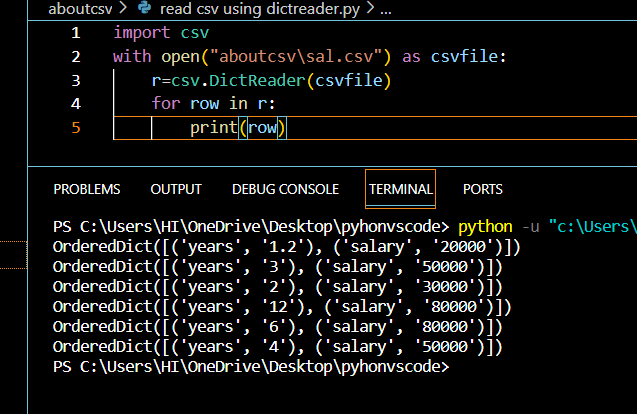 aboutcsv > read csv using dictreader.py > ...
1 import csv
2 with open("aboutcsv\sal.csv") as csvfile:
3 r=csv.DictReader(csvfile)
4 for row in r:
5 print(row)
PROBLEMS OUTPUT DEBUG CONSOLE TERMINAL PORTS
PS C:\Users\HI\OneDrive\Desktop\pyhonvscode> python -u "c:\Users\
OrderedDict([('years', '1.2'), ('salary', '20000')])
OrderedDict([('years', '3'), ('salary', '50000')])
OrderedDict([('years', '2'), ('salary', '30000')])
OrderedDict([('years', '12'), ('salary', '80000')])
OrderedDict([('years', '6'), ('salary', '80000')])
OrderedDict([('years', '4'), ('salary', '50000')])
PS C:\Users\HI\OneDrive\Desktop\pyhonvscode>